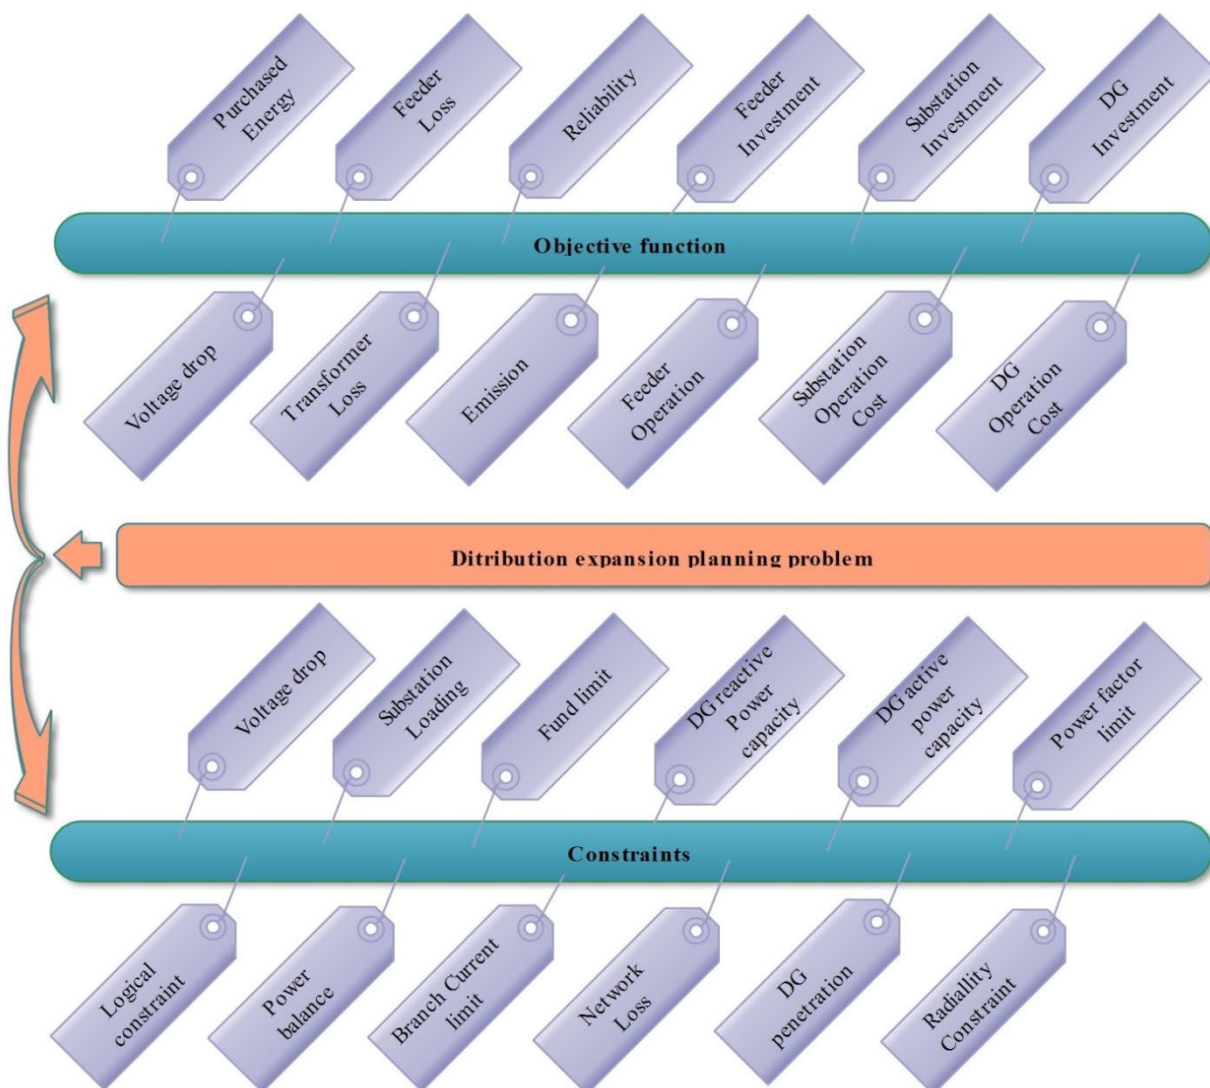 Purchased
Energy
Feeder
Loss
Reliability
Feeder
Investment
Substation
Investment
DG
Investment
Objective function
Voltage drop
Transformer
Loss
Emission
Feeder
Operation
Substation
Operation
Cost
DG
Operation
Cost
Ditribution expansion planning problem
Voltage drop
Substation
Loading
Fund limit
DG reactive
Power
capacity
DG active
power
capacity
Power factor
limit
Constraints
Logical
constraint
Power
balance
Branch Current
limit
Network
Loss
DG
penetration
Radiallity
Constraint